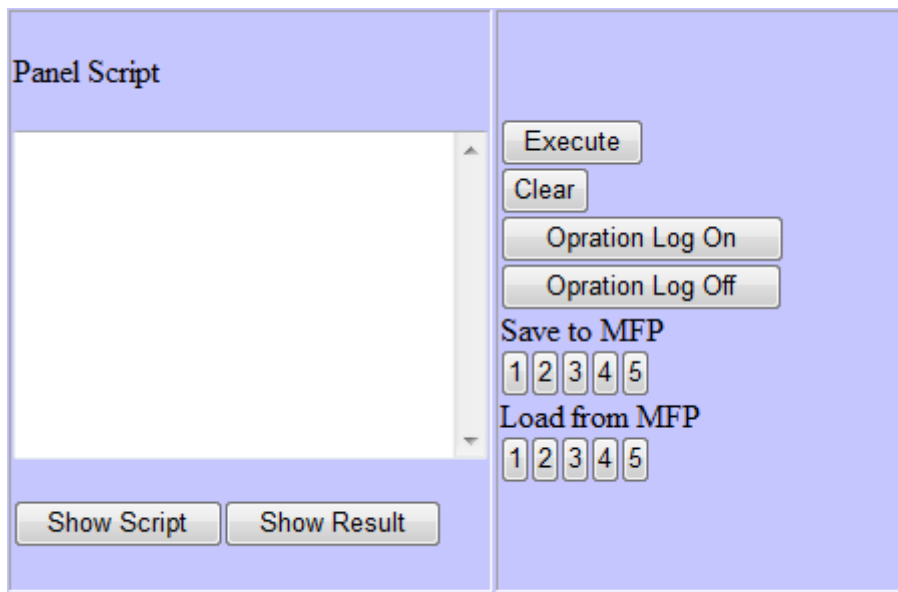 Panel Script
Show Script Show Result
Execute
Clear
Opration Log On
Opration Log Off
Save to MFP
1 2 3 4 5
Load from MFP
1 2 3 4 5